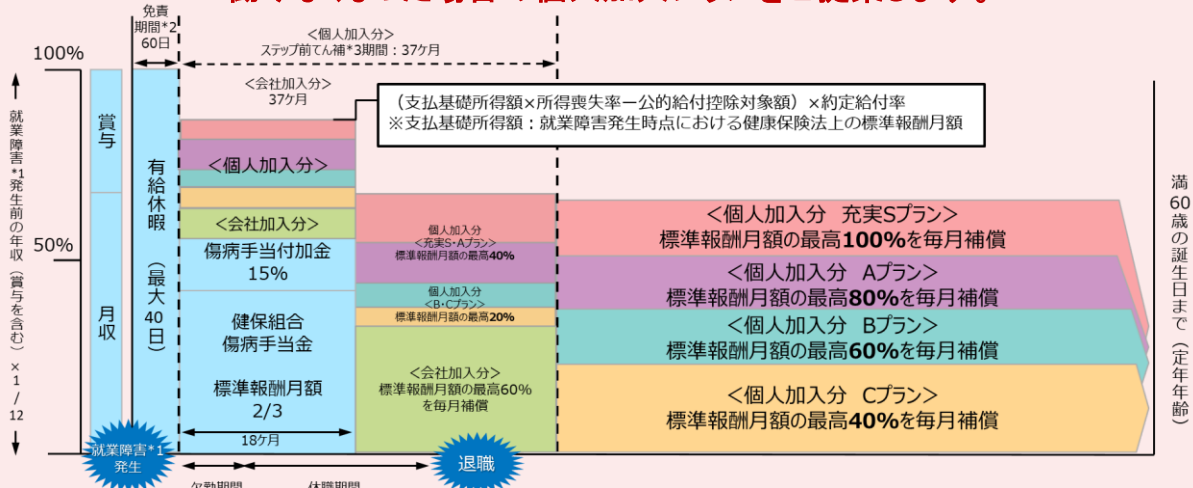 免責
期間*2
60日
<個人加入分>
ステップ前てん補*3期間：37ケ月
100%
<会社加入分>
37ケ月
（支払基礎所得額×所得喪失率ー公的給付控除対象額）×約定給付率
※支払基礎所得額：就業障害発生時点における健康保険法上の標準報酬月額
就業障害*1発生前の年収（賞与を含む）×1/12
賞与
月収
50%
有給休暇（最大40日）
<個人加入分>
<会社加入分>
傷病手当付加金
15%
健保組合
傷病手当金
標準報酬月額
2/3
18ケ月
個人加入分
<充実S・Aプラン>
標準報酬月額の最高40%
個人加入分
<B・Cプラン>
標準報酬月額の最高20%
<会社加入分>
標準報酬月額の最高60%
を毎月補償
<個人加入分 充実Sプラン>
標準報酬月額の最高100%を毎月補償
<個人加入分 Aプラン>
標準報酬月額の最高80%を毎月補償
<個人加入分 Bプラン>
標準報酬月額の最高60%を毎月補償
<個人加入分 Cプラン>
標準報酬月額の最高40%を毎月補償
満60歳の誕生日まで（定年年齢）
就業障害*1
発生
退職
欠勤期間
休職期間